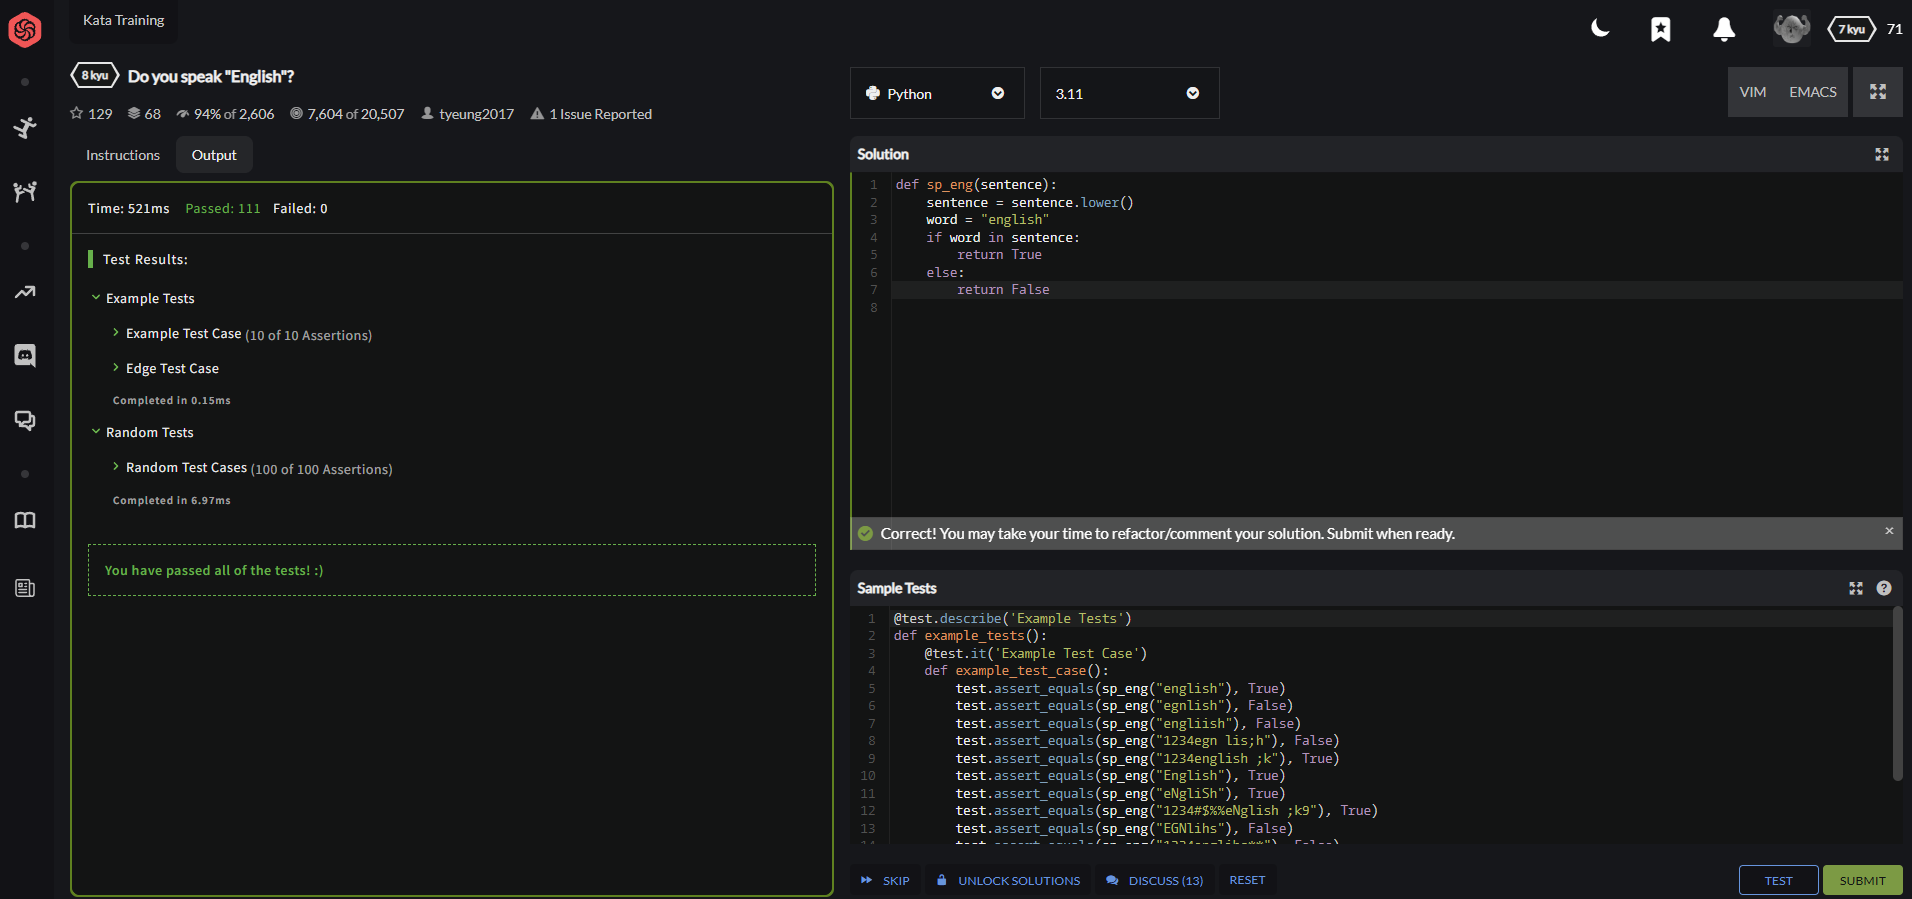 Kata Training
7 kyu 71
8 kyu Do you speak "English"?
129 68 94% of 2,606 7,604 of 20,507 tyeung2017 1 Issue Reported
Instructions Output
Time: 521ms Passed: 111 Failed: 0
Test Results:
Example Tests
Example Test Case (10 of 10 Assertions)
Edge Test Case
Completed in 0.15ms
Random Tests
Random Test Cases (100 of 100 Assertions)
Completed in 6.97ms
You have passed all of the tests! :)
Python 3.11 VIM EMACS
Solution
1 def sp_eng(sentence):
2 sentence = sentence.lower()
3 word = "english"
4 if word in sentence:
5 return True
6 else:
7 return False
8
Correct! You may take your time to refactor/comment your solution. Submit when ready. ×
Sample Tests ?
1 @test.describe('Example Tests')
2 def example_tests():
3 @test.it('Example Test Case')
4 def example_test_case():
5 test.assert_equals(sp_eng("english"), True)
6 test.assert_equals(sp_eng("egnlish"), False)
7 test.assert_equals(sp_eng("engliish"), False)
8 test.assert_equals(sp_eng("1234egn lis;h"), False)
9 test.assert_equals(sp_eng("1234english ;k"), True)
10 test.assert_equals(sp_eng("English"), True)
11 test.assert_equals(sp_eng("eNgliSh"), True)
12 test.assert_equals(sp_eng("1234#$%%eNglish ;k9"), True)
13 test.assert_equals(sp_eng("EGNlihs"), False)
SKIP UNLOCK SOLUTIONS DISCUSS (13) RESET TEST SUBMIT